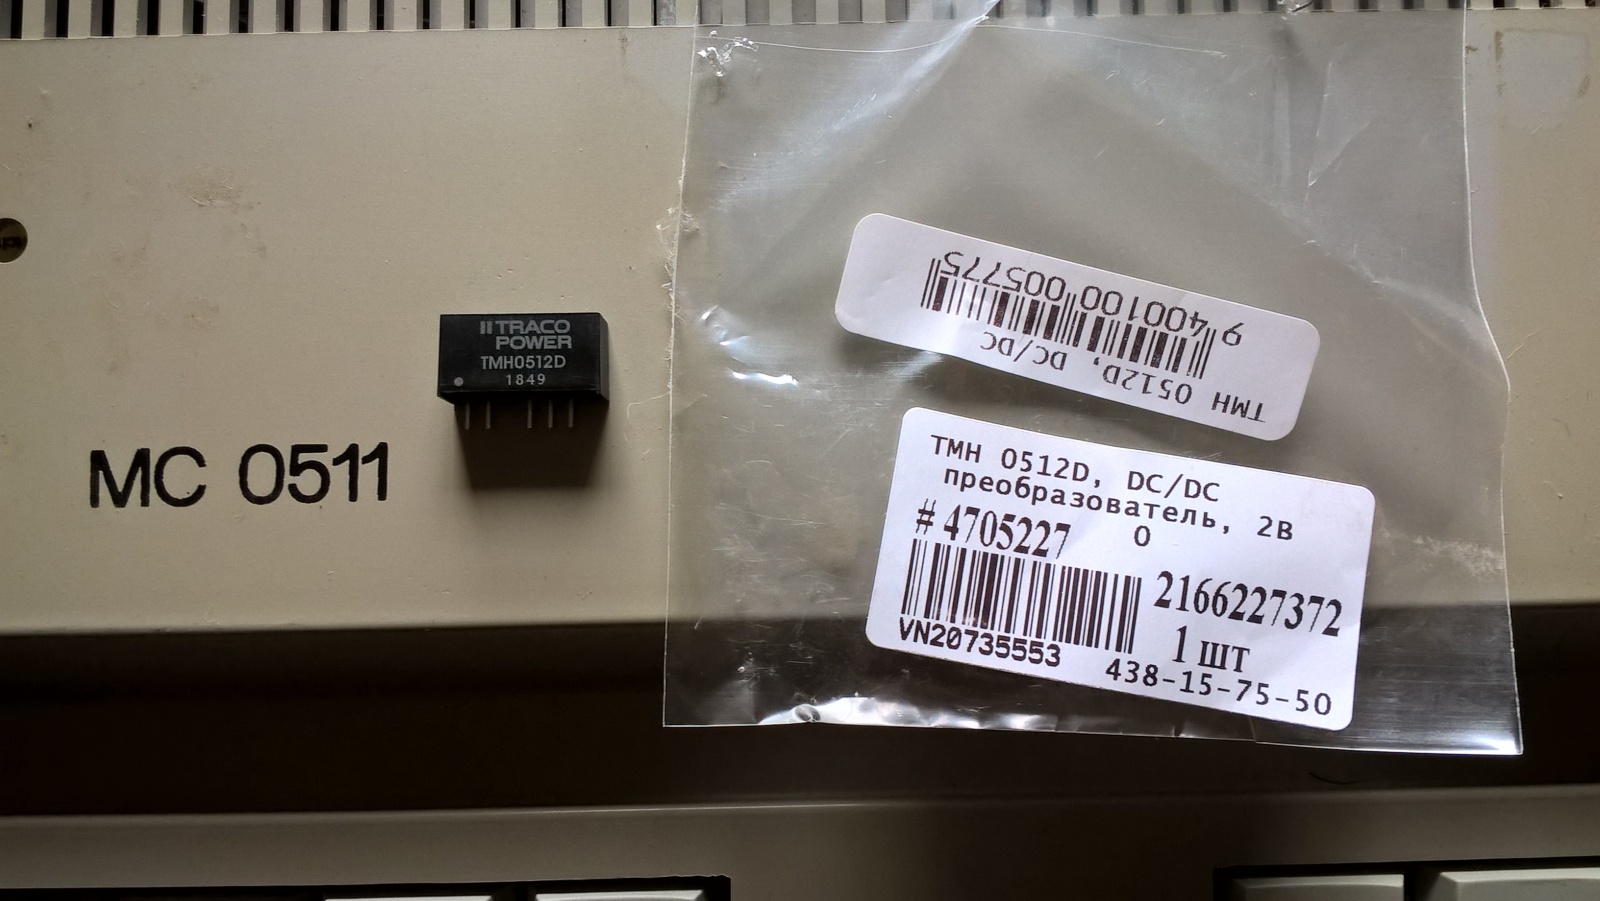 TRACO
POWER
TMH0512D
1849
MC 0511
TMH 0512D, DC/DC
9 400100 005775
TMH 0512D, DC/DC
преобразователь, 2В
# 4705227
0
2166227372
1 шт
VN20735553
438-15-75-50